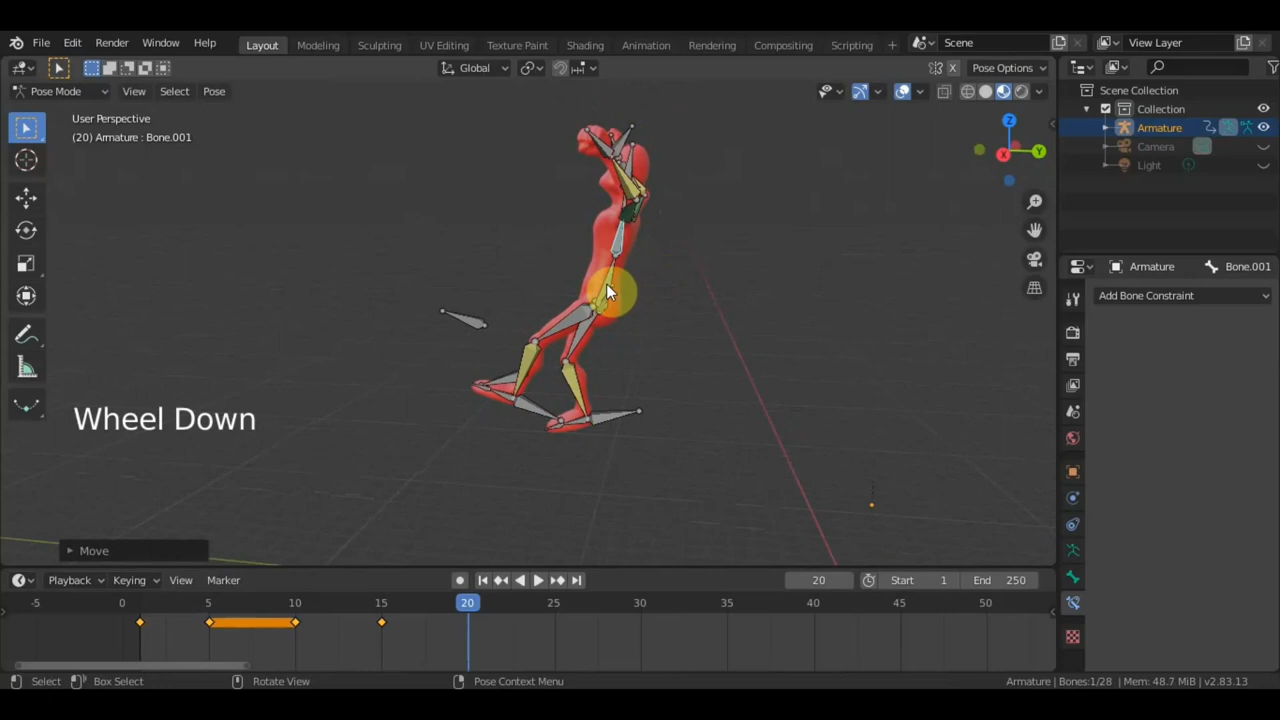 File Edit Render Window Help Layout Modeling Sculpting UV Editing Texture Paint Shading Animation Rendering Compositing Scripting + Scene View Layer
Global X Pose Options
Pose Mode View Select Pose
Scene Collection
Collection
Armature
Camera
Light
User Perspective
(20) Armature : Bone.001
Z
X
Y
Armature Bone.001
Add Bone Constraint
Wheel Down
Move
Playback Keying View Marker 20 Start 1 End 250
-5 0 5 10 15 20 25 30 35 40 45 50
Select Box Select Rotate View Pose Context Menu Armature | Bones:1/28 | Mem: 48.7 MiB | v2.83.13